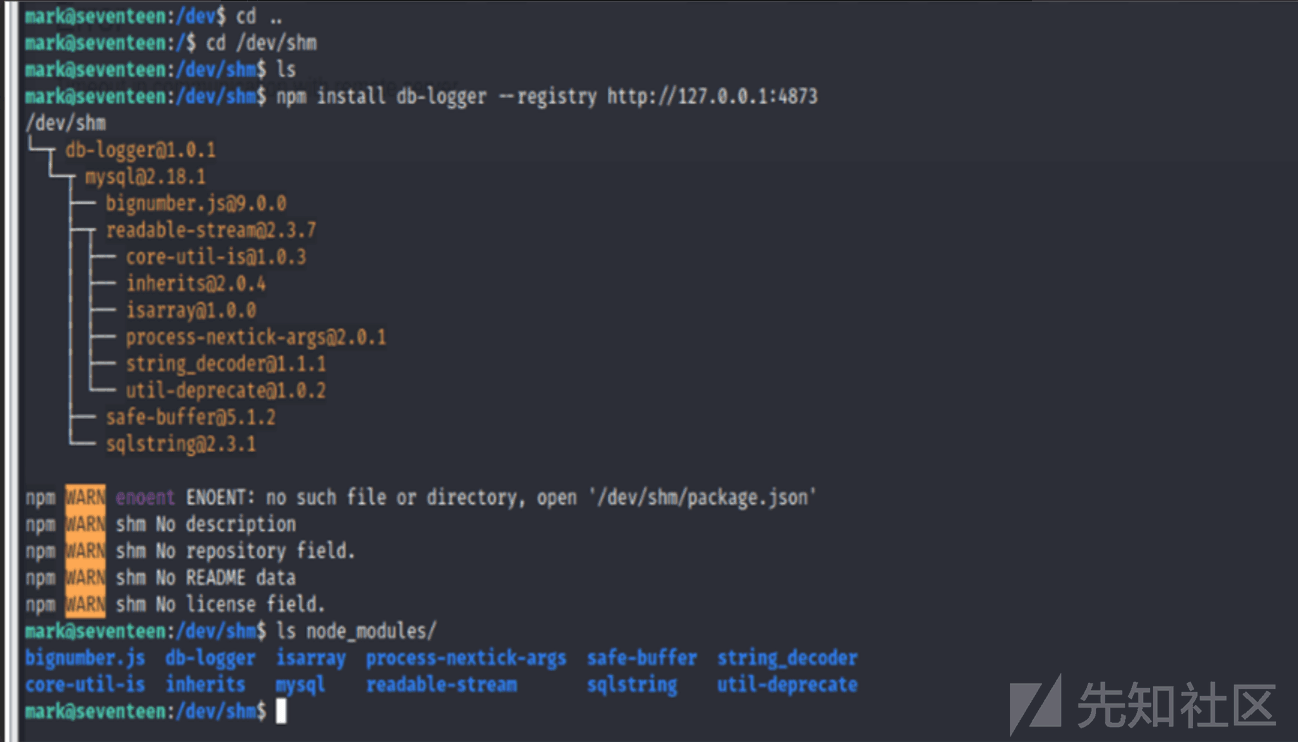 mark@seventeen:/dev$ cd ..
mark@seventeen:/$ cd /dev/shm
mark@seventeen:/dev/shm$ ls
mark@seventeen:/dev/shm$ npm install db-logger --registry http://127.0.0.1:4873
/dev/shm
└─┬ db-logger@1.0.1
  └─┬ mysql@2.18.1
    ├── bignumber.js@9.0.0
    ├─┬ readable-stream@2.3.7
    │ ├── core-util-is@1.0.3
    │ ├── inherits@2.0.4
    │ ├── isarray@1.0.0
    │ ├── process-nextick-args@2.0.1
    │ ├── string_decoder@1.1.1
    │ └── util-deprecate@1.0.2
    ├── safe-buffer@5.1.2
    └── sqlstring@2.3.1
npm WARN enoent ENOENT: no such file or directory, open '/dev/shm/package.json'
npm WARN shm No description
npm WARN shm No repository field.
npm WARN shm No README data
npm WARN shm No license field.
mark@seventeen:/dev/shm$ ls node_modules/
bignumber.js  db-logger  isarray  process-nextick-args  safe-buffer  string_decoder
core-util-is  inherits  mysql  readable-stream  sqlstring  util-deprecate
mark@seventeen:/dev/shm$
先知社区